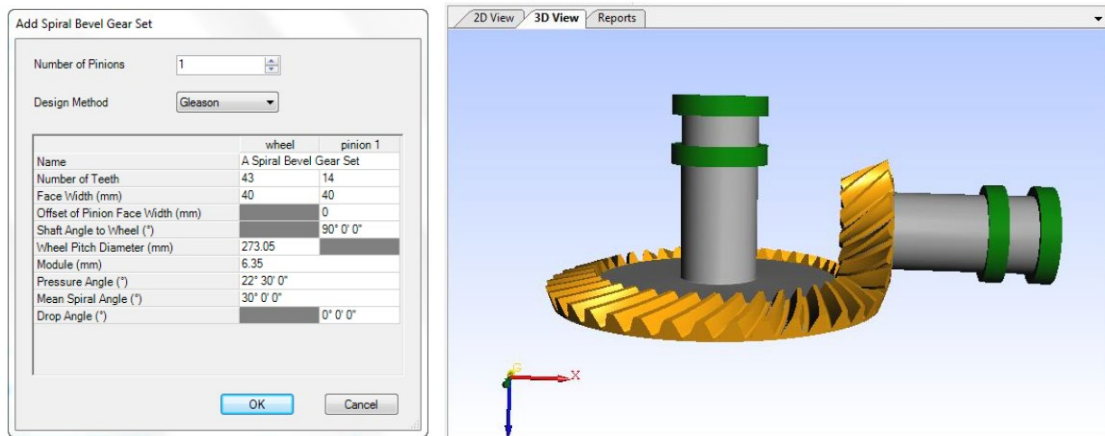 Add Spiral Bevel Gear Set
Number of Pinions 1
Design Method Gleason
wheel pinion 1
Name A Spiral Bevel Gear Set
Number of Teeth 43 14
Face Width (mm) 40 40
Offset of Pinion Face Width (mm) 0
Shaft Angle to Wheel (°) 90° 0' 0"
Wheel Pitch Diameter (mm) 273.05
Module (mm) 6.35
Pressure Angle (°) 22° 30' 0"
Mean Spiral Angle (°) 30° 0' 0"
Drop Angle (°) 0° 0' 0"
OK Cancel
2D View 3D View Reports
X